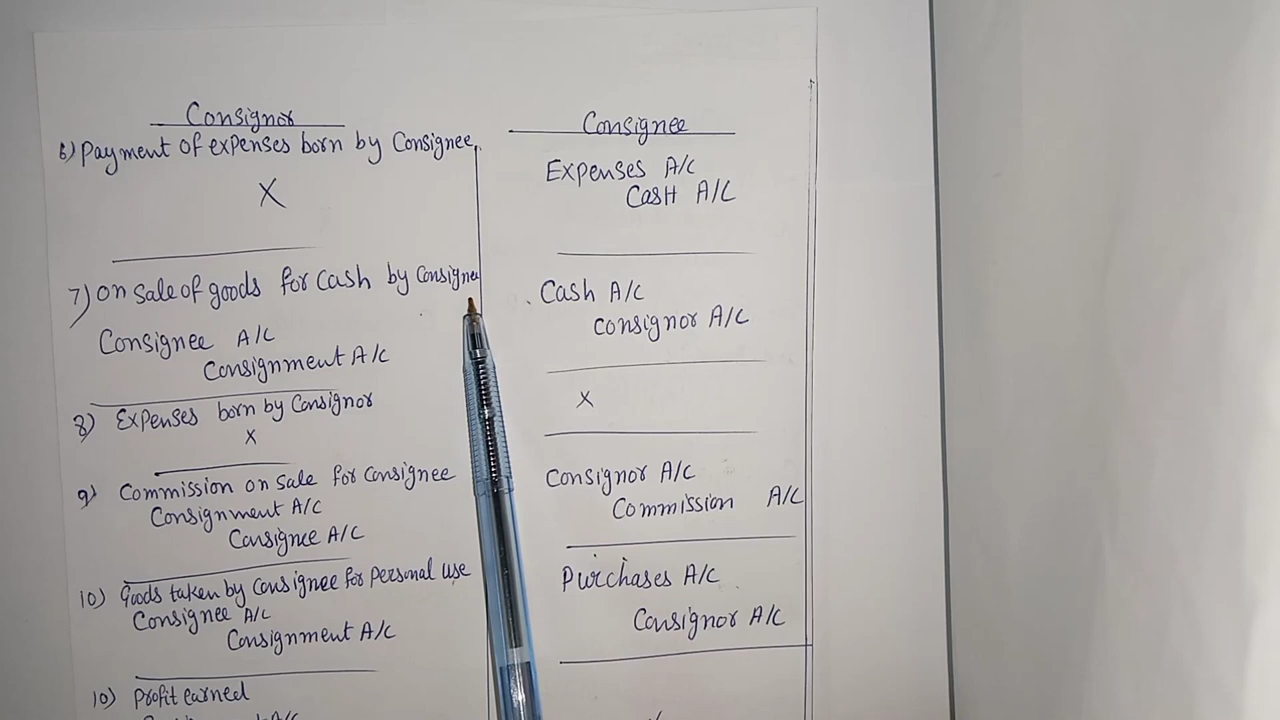 Consignor
6) Payment of expenses born by Consignee
X
7) On sale of goods for cash by Consignee
Consignee A/C
Consignment A/C
8) Expenses born by Consignor
X
9) Commission on sale for consignee
Consignment A/C
Consignee A/C
10) Goods taken by consignee for personal use
Consignee A/C
Consignment A/C
10) Profit earned
Consignee
Expenses A/C
Cash A/C
Cash A/C
Consignor A/C
X
Consignor A/C
Commission A/C
Purchases A/C
Consignor A/C